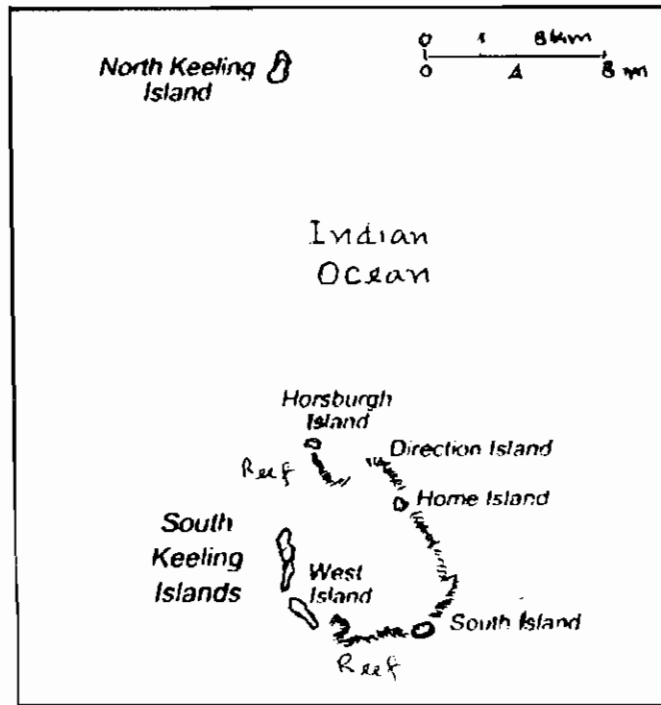 North Keeling
Island
0 8 km
0 4 8 m
Indian
Ocean
Horsburgh
Island
Direction Island
Reef
Home Island
South
Keeling
Islands
West
Island
South Island
Reef